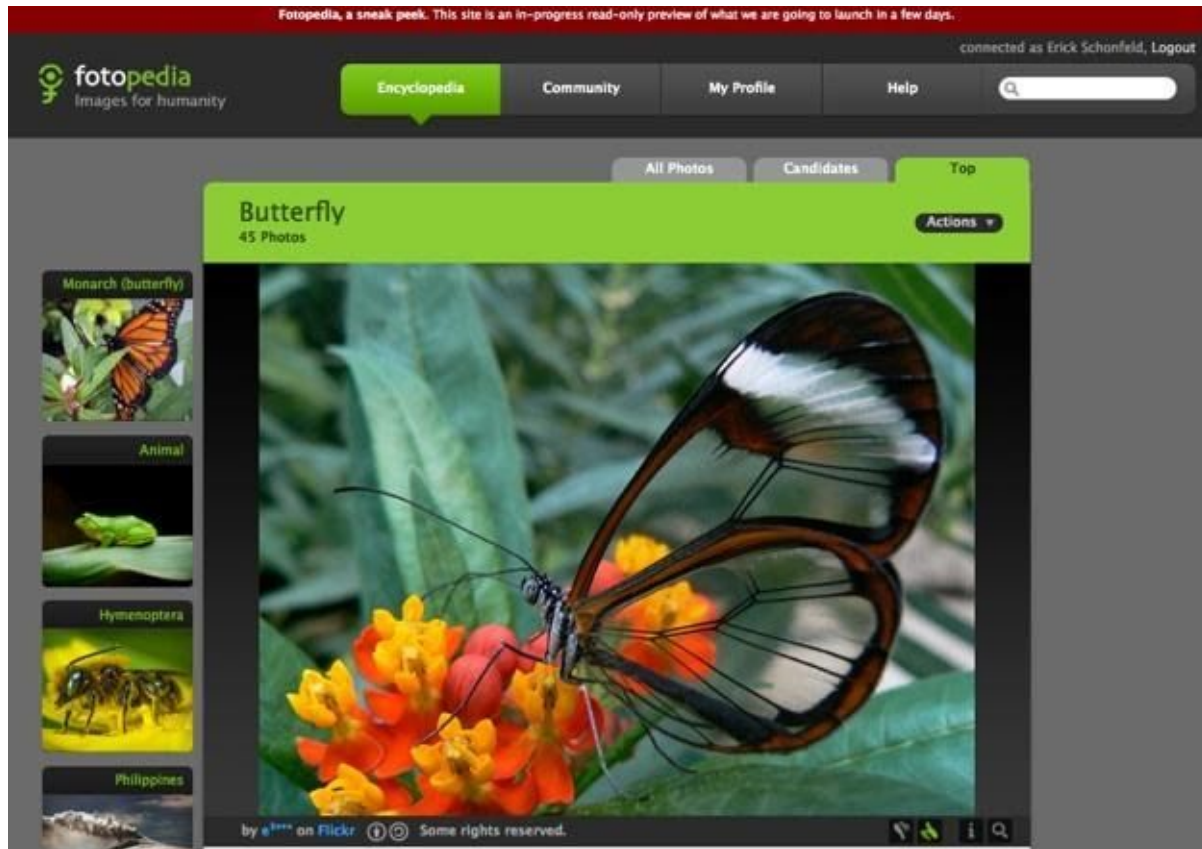 Fotopedia, a sneak peek. This site is an in-progress read-only preview of what we are going to launch in a few days.
connected as Erick Schonfeld, Logout
fotopedia
Images for humanity
Encyclopedia
Community
My Profile
Help
All Photos
Candidates
Top
Butterfly
45 Photos
Actions
Monarch (butterfly)
Animal
Hymenoptera
Philippines
by on Flickr Some rights reserved.